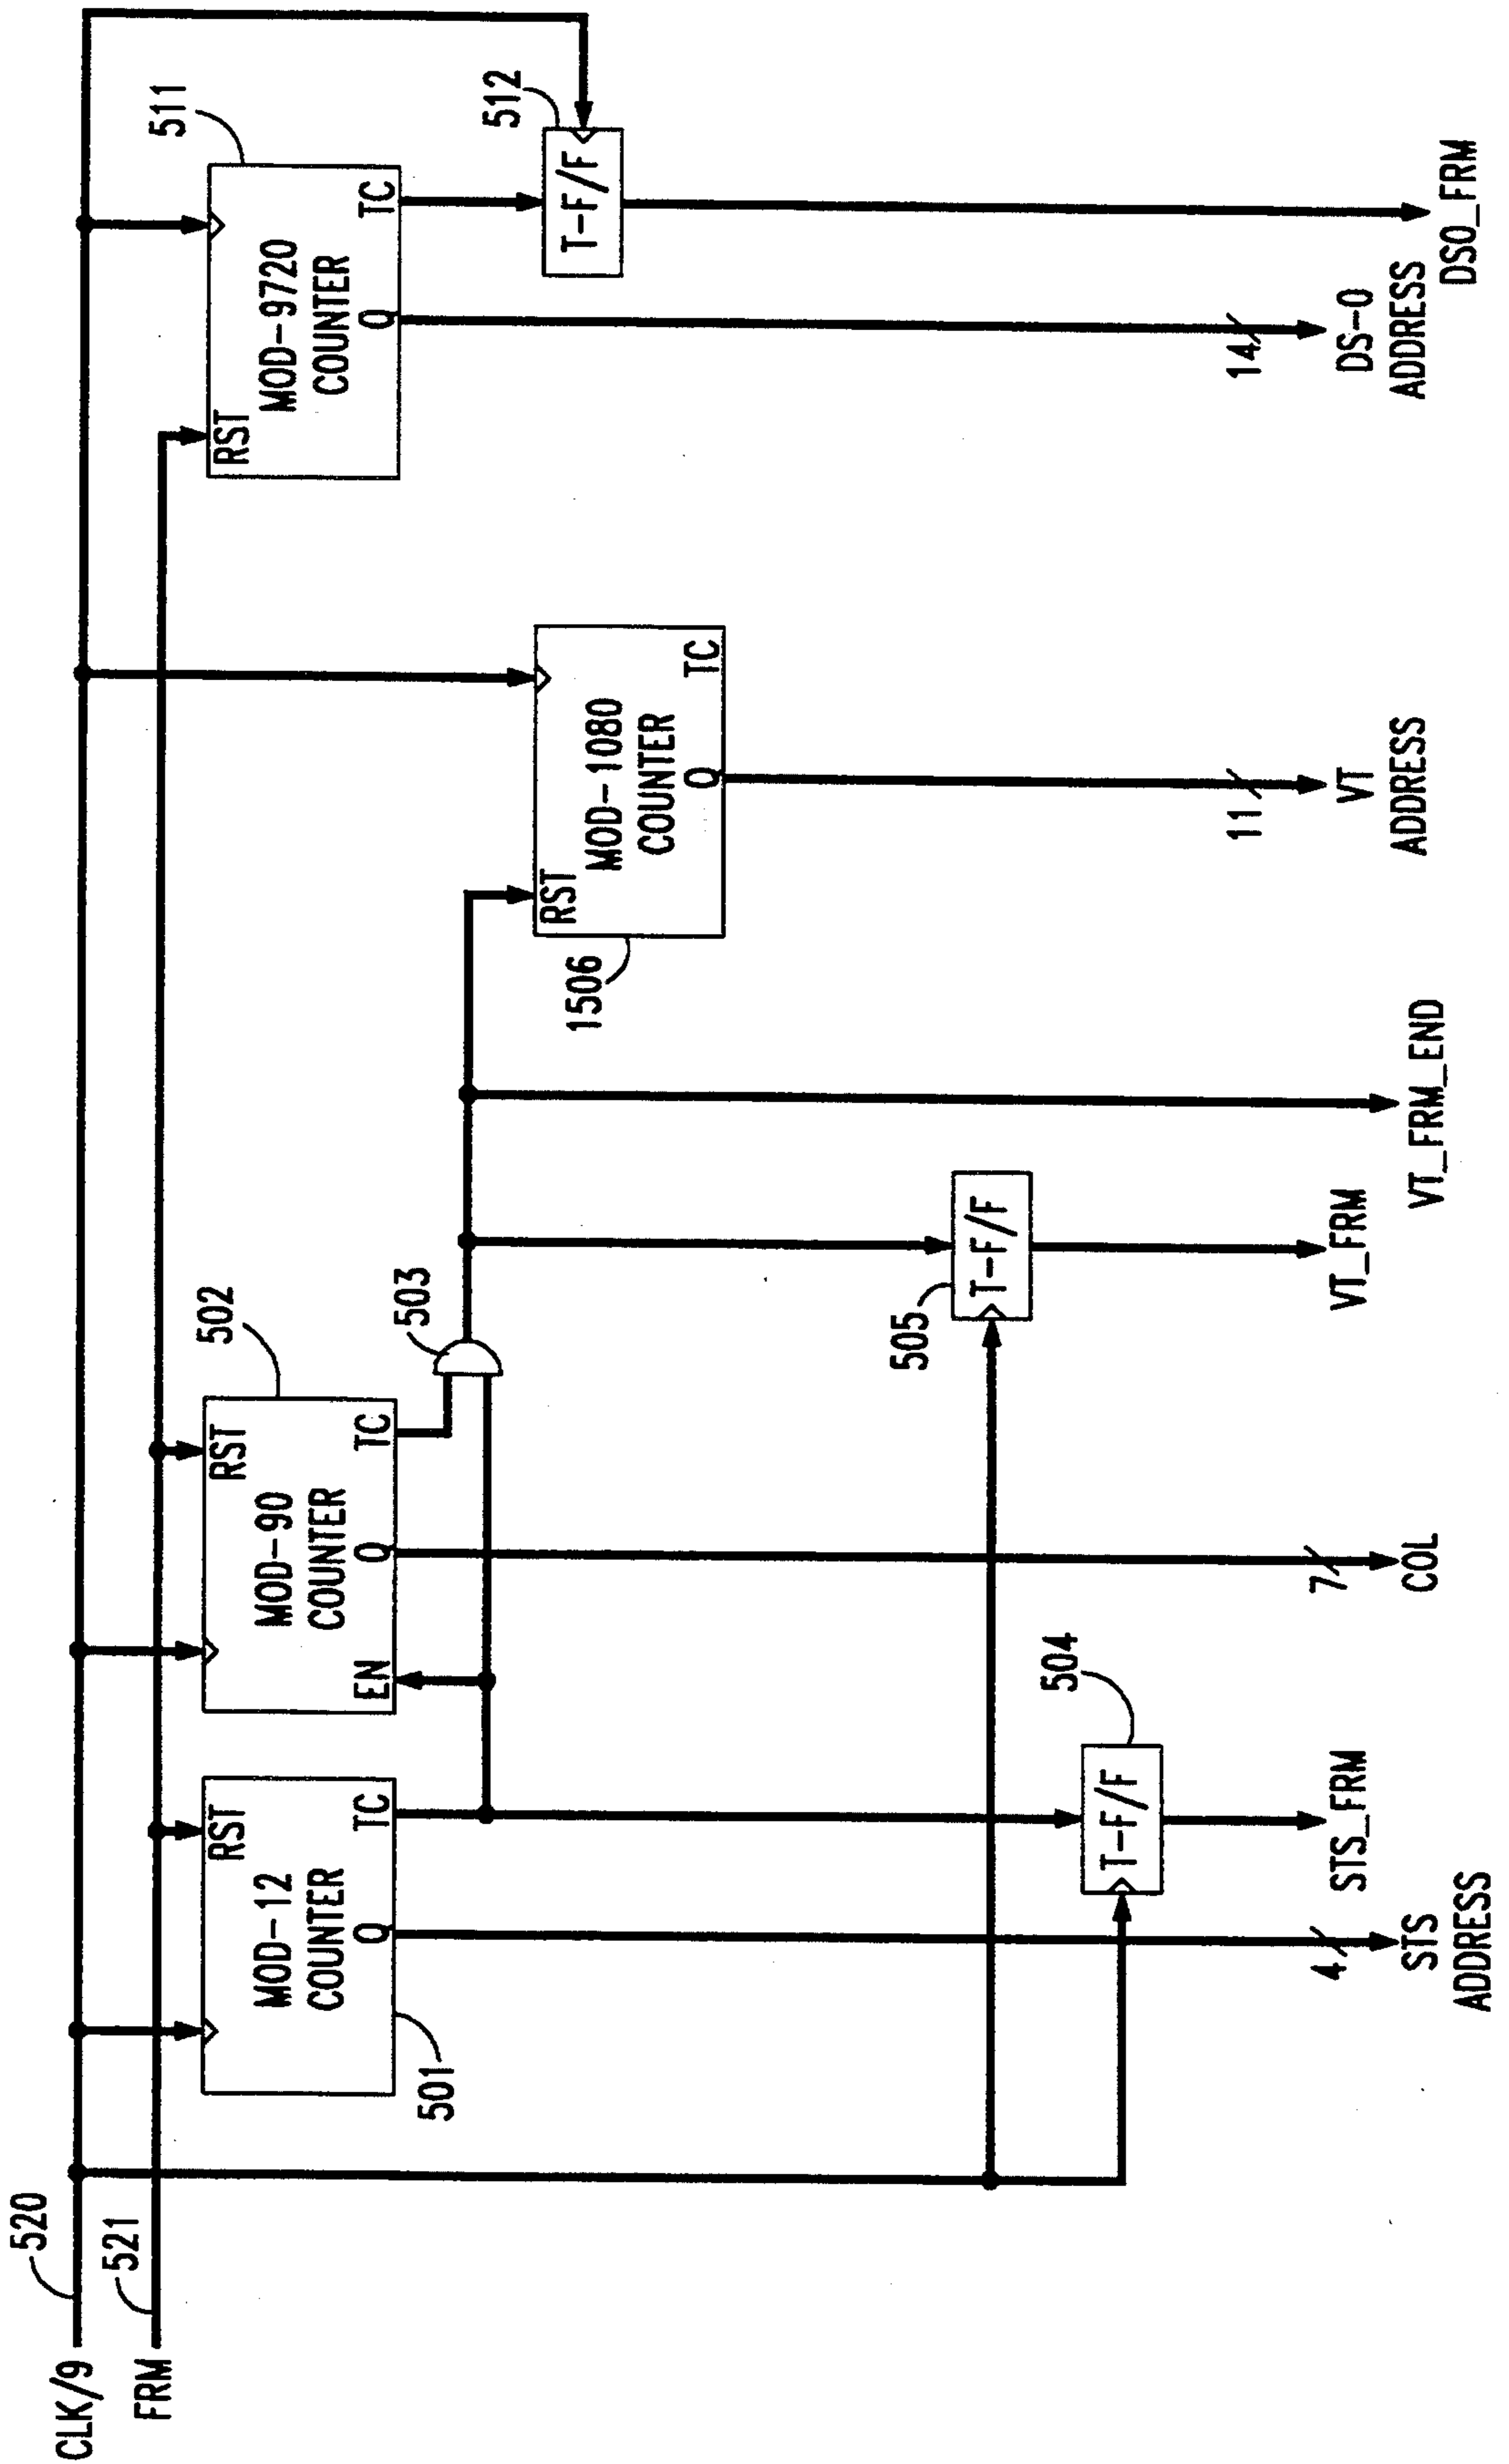 CLK/9
520
FRM
521
MOD-12
COUNTER
RST
Q
TC
501
MOD-90
COUNTER
RST
EN
Q
TC
502
503
MOD-1080
COUNTER
RST
Q
TC
1506
MOD-9720
COUNTER
RST
Q
TC
511
T-F/F
512
T-F/F
505
T-F/F
504
4
STS
ADDRESS
STS_FRM
7
COL
VT_FRM
VT_FRM_END
11
VT
ADDRESS
14
DS-0
ADDRESS
DS0_FRM